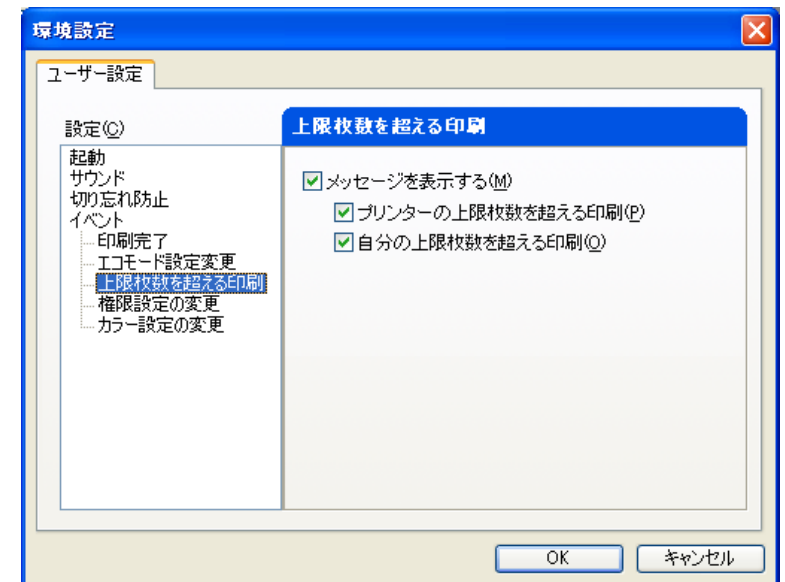 環境設定
ユーザー設定
設定(C)
起動
サウンド
切り忘れ防止
イベント
印刷完了
エコモード設定変更
上限枚数を超える印刷
権限設定の変更
カラー設定の変更
上限枚数を超える印刷
メッセージを表示する(M)
プリンターの上限枚数を超える印刷(P)
自分の上限枚数を超える印刷(O)
OK
キャンセル